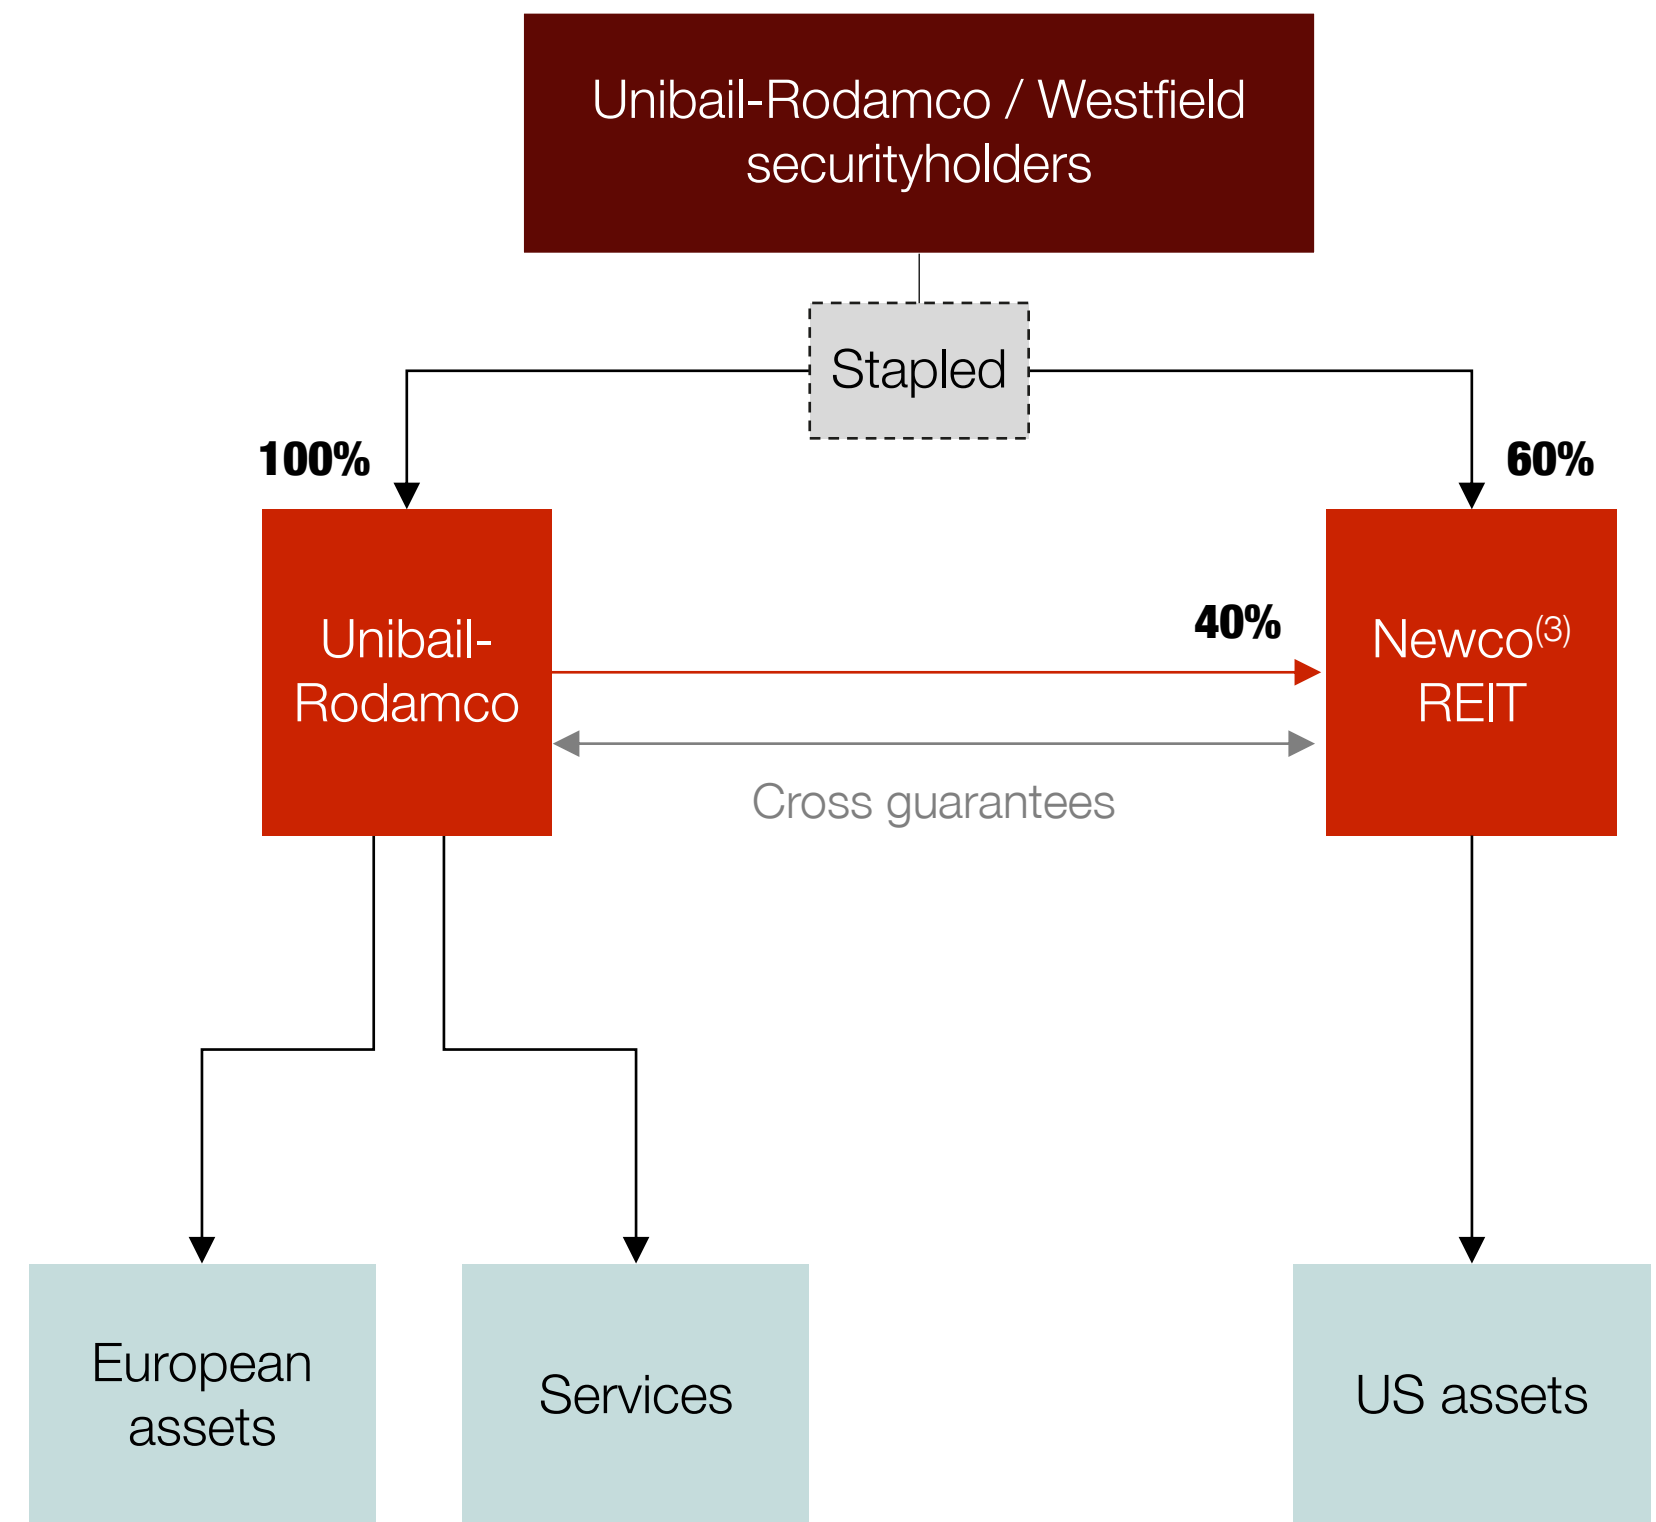 Unibail-Rodamco / Westfield
securityholders
Stapled
100%
60%
Unibail-
Rodamco
40%
Newco(3)
REIT
Cross guarantees
European
assets
Services
US assets